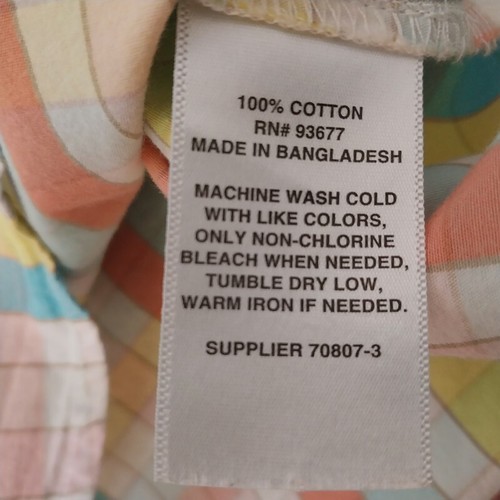 100% COTTON
RN# 93677
MADE IN BANGLADESH
MACHINE WASH COLD
WITH LIKE COLORS,
ONLY NON-CHLORINE
BLEACH WHEN NEEDED,
TUMBLE DRY LOW,
WARM IRON IF NEEDED.
SUPPLIER 70807-3